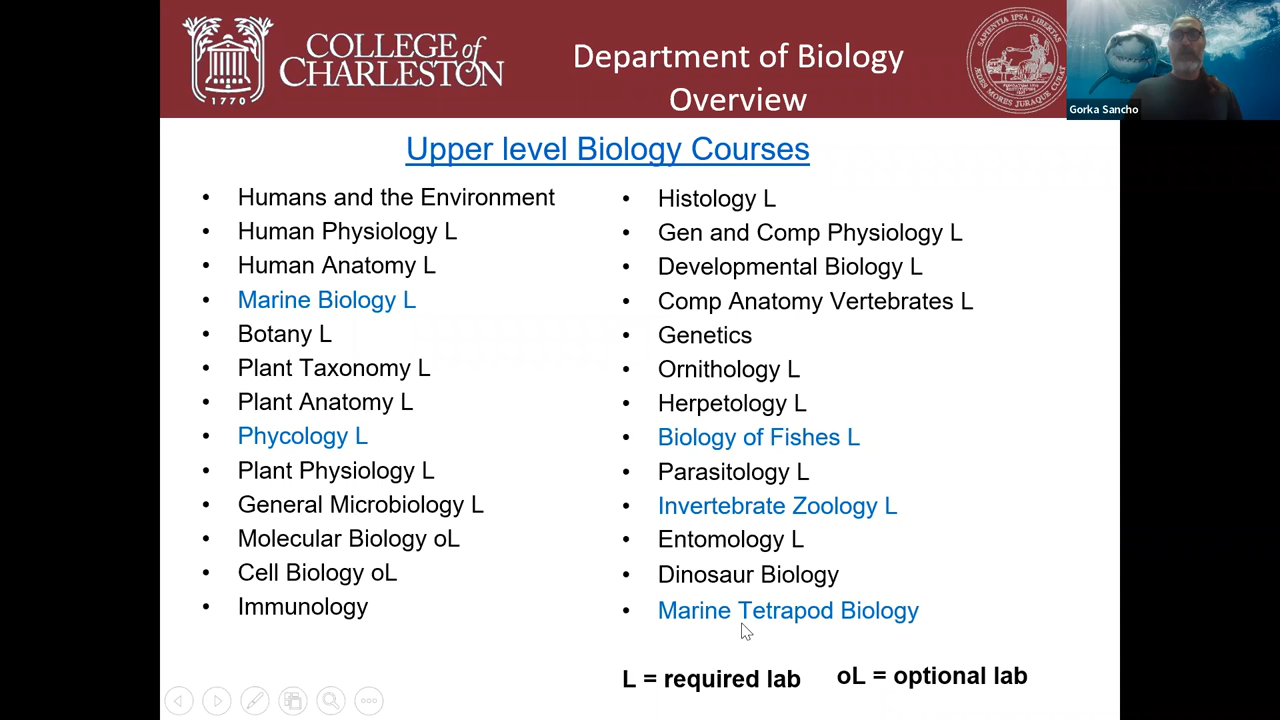 COLLEGE of
CHARLESTON
1770
Department of Biology
Overview
SAPIENTIA IPSA LIBERTAS
Gorka Sancho
Upper level Biology Courses
• Humans and the Environment
• Human Physiology L
• Human Anatomy L
• Marine Biology L
• Botany L
• Plant Taxonomy L
• Plant Anatomy L
• Phycology L
• Plant Physiology L
• General Microbiology L
• Molecular Biology oL
• Cell Biology oL
• Immunology
• Histology L
• Gen and Comp Physiology L
• Developmental Biology L
• Comp Anatomy Vertebrates L
• Genetics
• Ornithology L
• Herpetology L
• Biology of Fishes L
• Parasitology L
• Invertebrate Zoology L
• Entomology L
• Dinosaur Biology
• Marine Tetrapod Biology
L = required lab
oL = optional lab